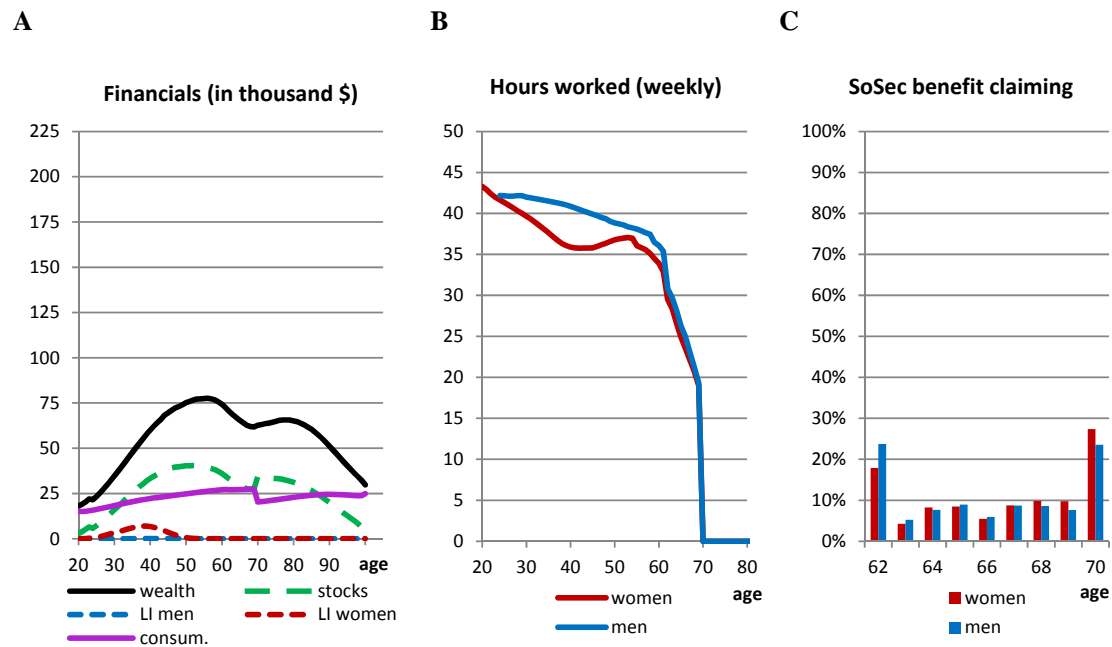 A
B
C
Financials (in thousand $)
225
200
175
150
125
100
75
50
25
0
20 30 40 50 60 70 80 90 age
wealth stocks
LI men LI women
consum.
Hours worked (weekly)
50
45
40
35
30
25
20
15
10
5
0
20 30 40 50 60 70 80
age
women
men
SoSec benefit claiming
100%
90%
80%
70%
60%
50%
40%
30%
20%
10%
0%
62 64 66 68 70
age
women
men